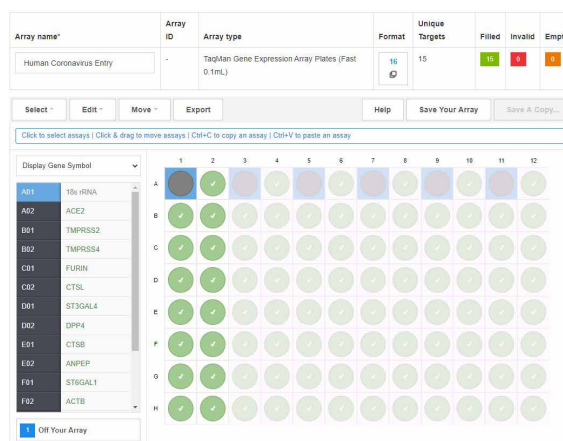 Array name*
Array ID
Array type
Format
Unique Targets
Filled
Invalid
Empt
Human Coronavirus Entry
-
TaqMan Gene Expression Array Plates (Fast 0.1mL)
16
15
15
0
0
Select
Edit
Move
Export
Help
Save Your Array
Save A Copy...
Click to select assays | Click & drag to move assays | Ctrl+C to copy an assay | Ctrl+V to paste an assay
Display Gene Symbol
1 2 3 4 5 6 7 8 9 10 11 12
A
B
C
D
E
F
G
H
A01 18s rRNA
A02 ACE2
B01 TMPRSS2
B02 TMPRSS4
C01 FURIN
C02 CTSL
D01 ST3GAL4
D02 DPP4
E01 CTSB
E02 ANPEP
F01 ST6GAL1
F02 ACTB
1 Off Your Array